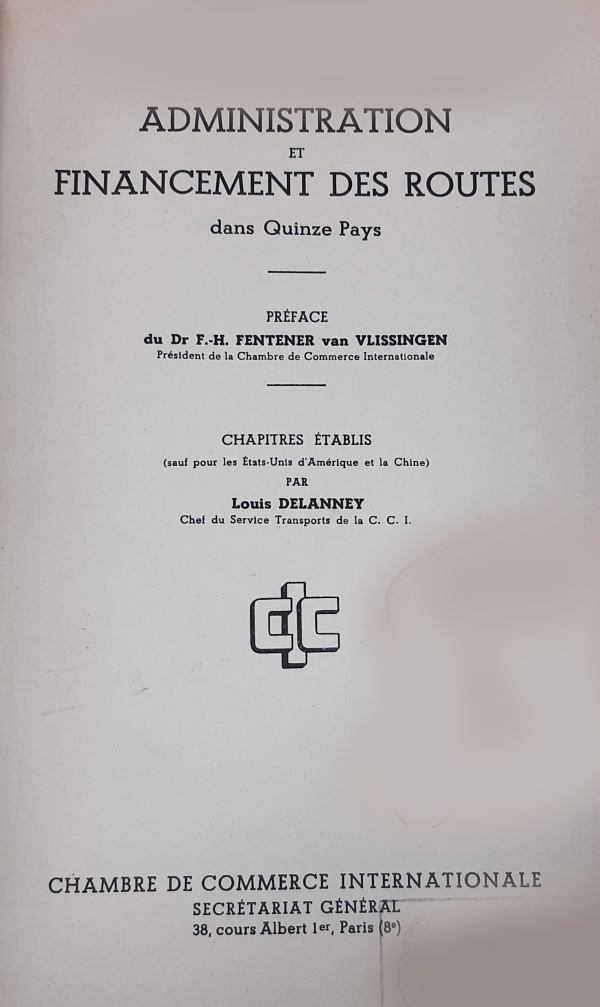 ADMINISTRATION
ET
FINANCEMENT DES ROUTES
dans Quinze Pays
PRÉFACE
du Dr F.-H. FENTENER van VLISSINGEN
Président de la Chambre de Commerce Internationale
CHAPITRES ÉTABLIS
(sauf pour les États-Unis d'Amérique et la Chine)
PAR
Louis DELANNEY
Chef du Service Transports de la C. C. I.
CIC
CHAMBRE DE COMMERCE INTERNATIONALE
SECRÉTARIAT GÉNÉRAL
38, cours Albert 1er, Paris (8e)